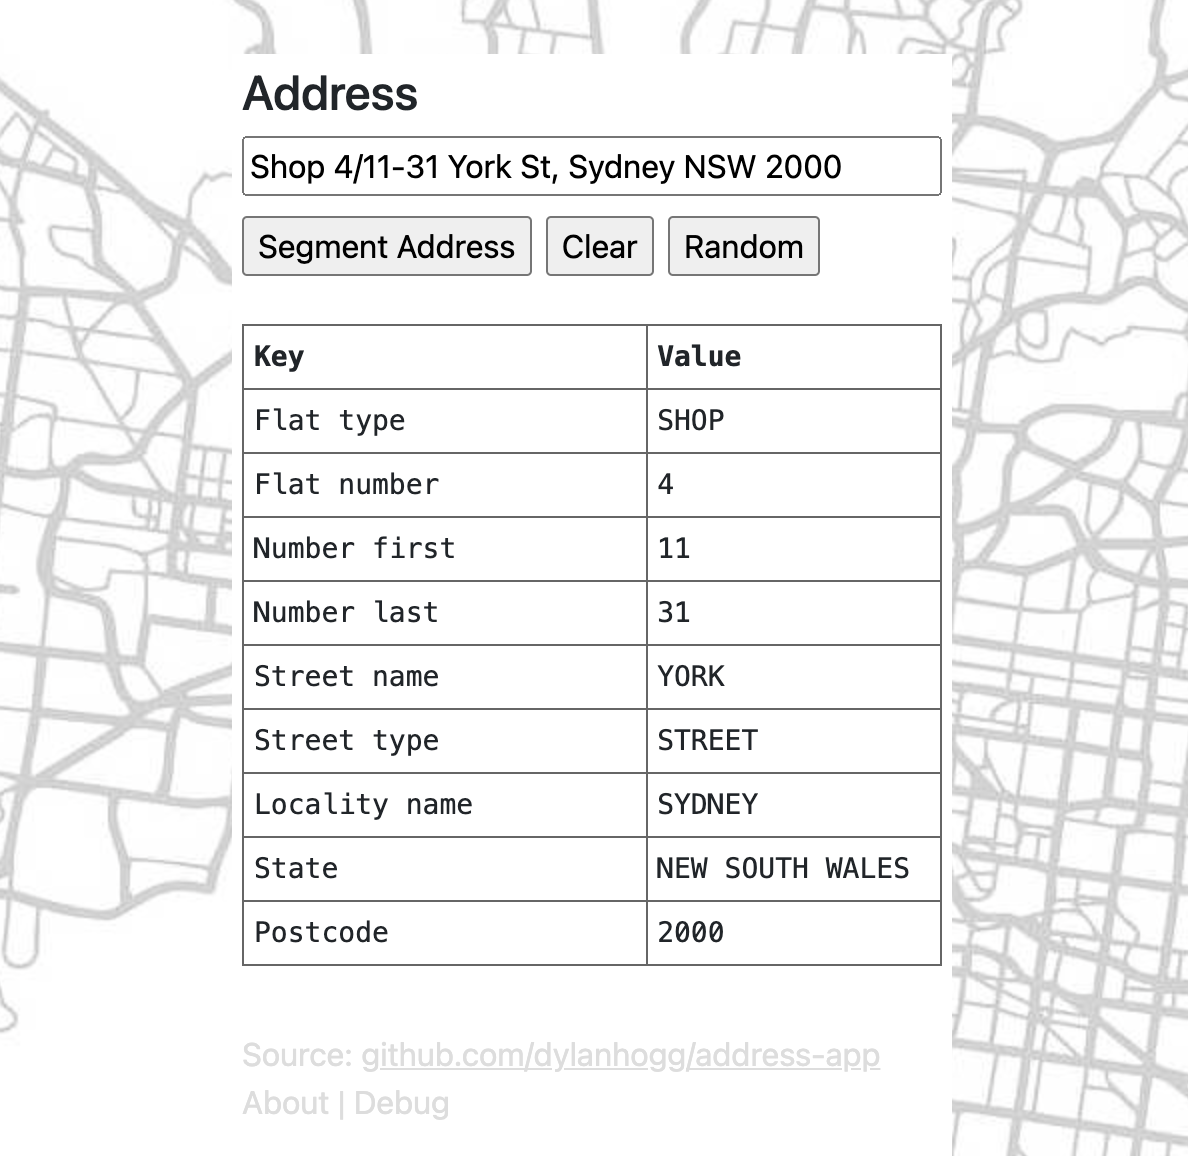 Address
Shop 4/11-31 York St, Sydney NSW 2000
Segment Address Clear Random
Key Value
Flat type SHOP
Flat number 4
Number first 11
Number last 31
Street name YORK
Street type STREET
Locality name SYDNEY
State NEW SOUTH WALES
Postcode 2000
Source: github.com/dylanhogg/address-app
About | Debug